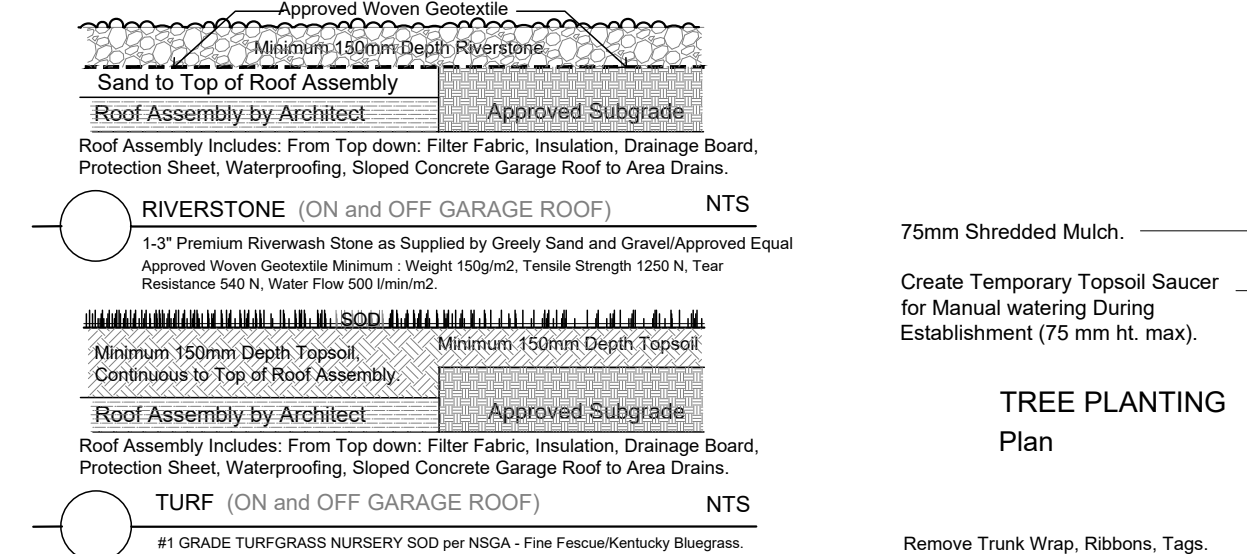 Approved Woven Geotextile
Minimum 150mm Depth Riverstone
Sand to Top of Roof Assembly
Roof Assembly by Architect
Approved Subgrade
Roof Assembly Includes: From Top down: Filter Fabric, Insulation, Drainage Board,
Protection Sheet, Waterproofing, Sloped Concrete Garage Roof to Area Drains.
RIVERSTONE (ON and OFF GARAGE ROOF) NTS
1-3" Premium Riverwash Stone as Supplied by Greely Sand and Gravel/Approved Equal
Approved Woven Geotextile Minimum : Weight 150g/m2, Tensile Strength 1250 N, Tear
Resistance 540 N, Water Flow 500 l/min/m2.
SOD
Minimum 150mm Depth Topsoil,
Continuous to Top of Roof Assembly.
Minimum 150mm Depth Topsoil
Roof Assembly by Architect
Approved Subgrade
Roof Assembly Includes: From Top down: Filter Fabric, Insulation, Drainage Board,
Protection Sheet, Waterproofing, Sloped Concrete Garage Roof to Area Drains.
TURF (ON and OFF GARAGE ROOF) NTS
#1 GRADE TURFGRASS NURSERY SOD per NSGA - Fine Fescue/Kentucky Bluegrass.
75mm Shredded Mulch.
Create Temporary Topsoil Saucer
for Manual watering During
Establishment (75 mm ht. max).
TREE PLANTING
Plan
Remove Trunk Wrap, Ribbons, Tags.